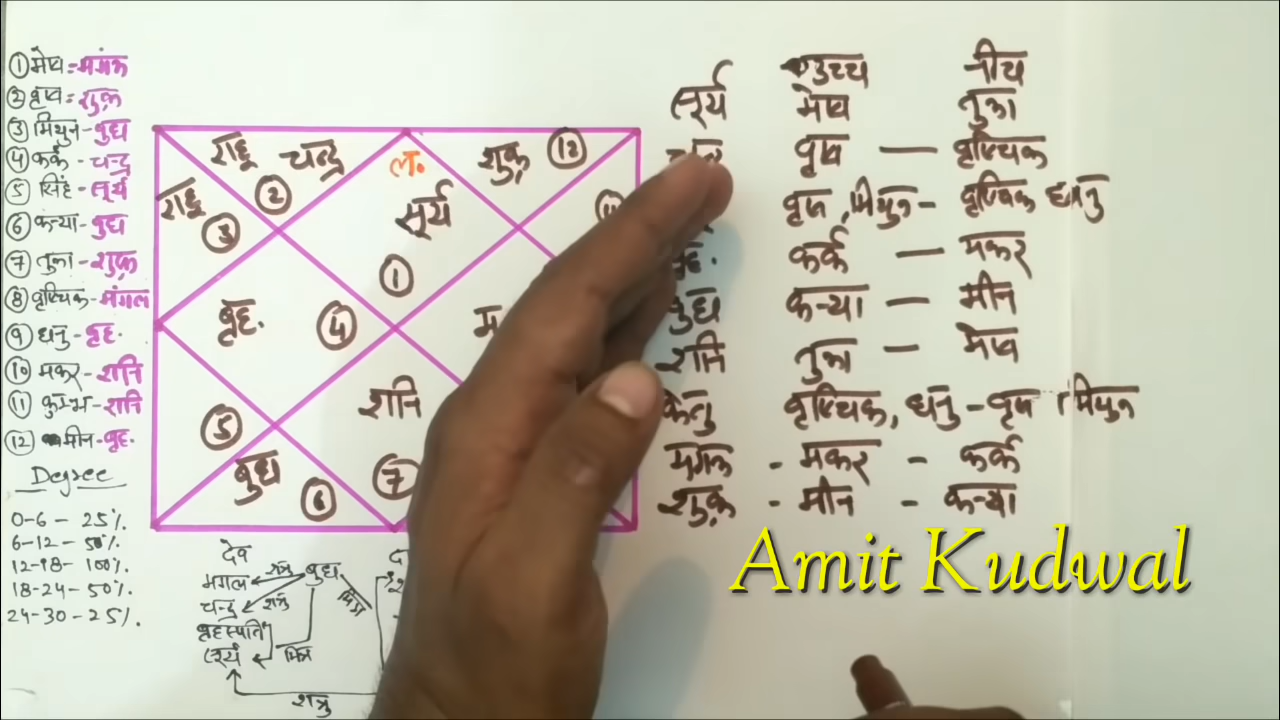 ① मेष = मंगल
② वृष = शुक्र
③ मिथुन - बुध
④ कर्क - चन्द्र
⑤ सिंह - सूर्य
⑥ कन्या - बुध
⑦ तुला - शुक्र
⑧ वृश्चिक - मंगल
⑨ धनु - बृह.
⑩ मकर - शनि
⑪ कुम्भ - शनि
⑫ मीन - बृह.
Degree
0-6 - 25%
6-12 - 50%
12-18 - 100%
18-24 - 50%
24-30 - 25%
राहू चन्द्र
②
राहू
③
ल.
सूर्य
①
शुक्र ⑫
बृह. ④
शनि
⑤
बुध ⑥
⑦
देव
मंगल शत्रु बुध
चन्द्र शत्रु मित्र
बृहस्पति
सूर्य मित्र
शत्रु
उच्च नीच
सूर्य मेष तुला
वृष — वृश्चिक
वृष, मिथुन - वृश्चिक धनु
बृह. कर्क — मकर
बुध कन्या — मीन
शनि तुला — मेष
केतु वृश्चिक, धनु - वृष, मिथुन
मंगल - मकर - कर्क
शुक्र - मीन - कन्या
Amit Kudwal